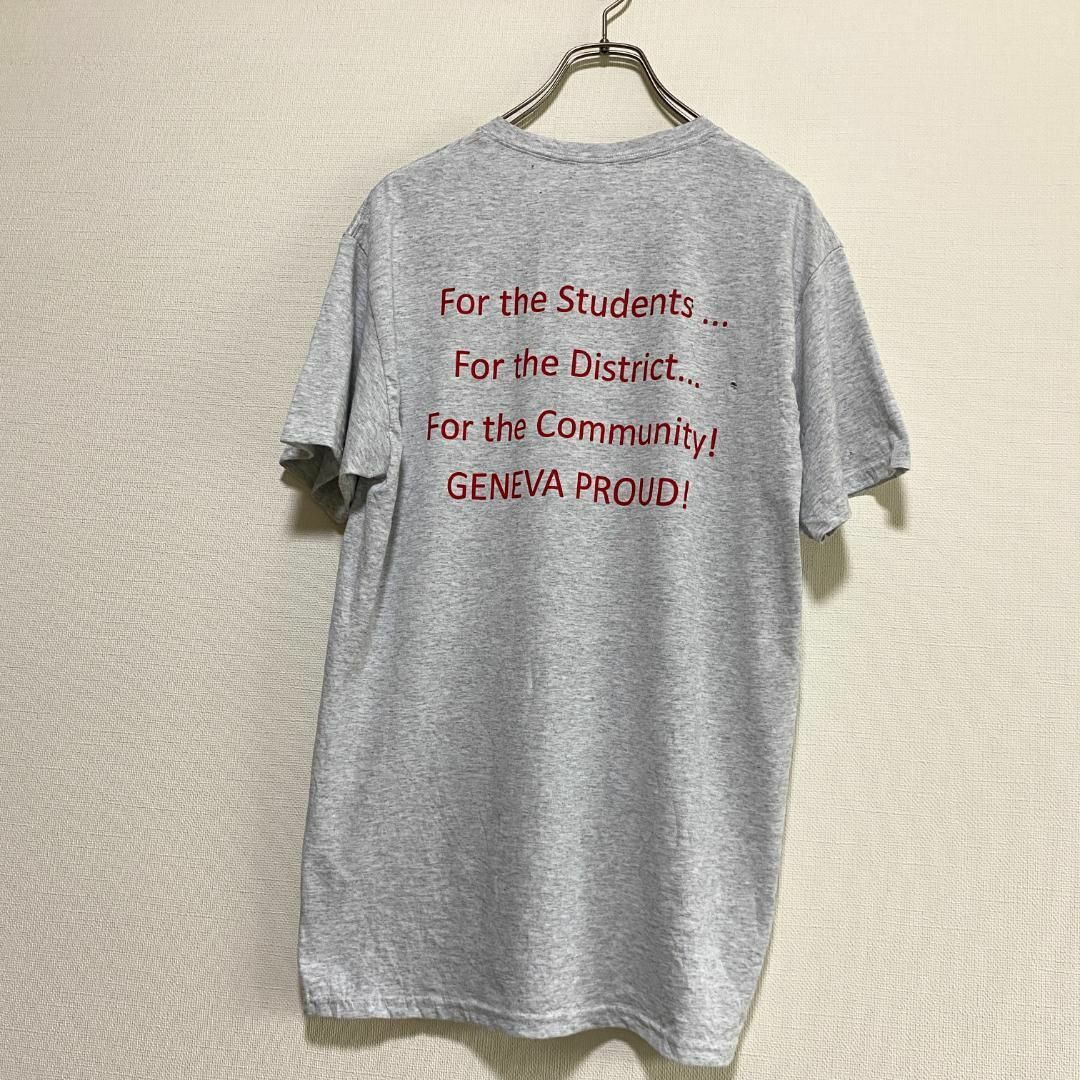 For the Students ...
For the District...
For the Community!
GENEVA PROUD!